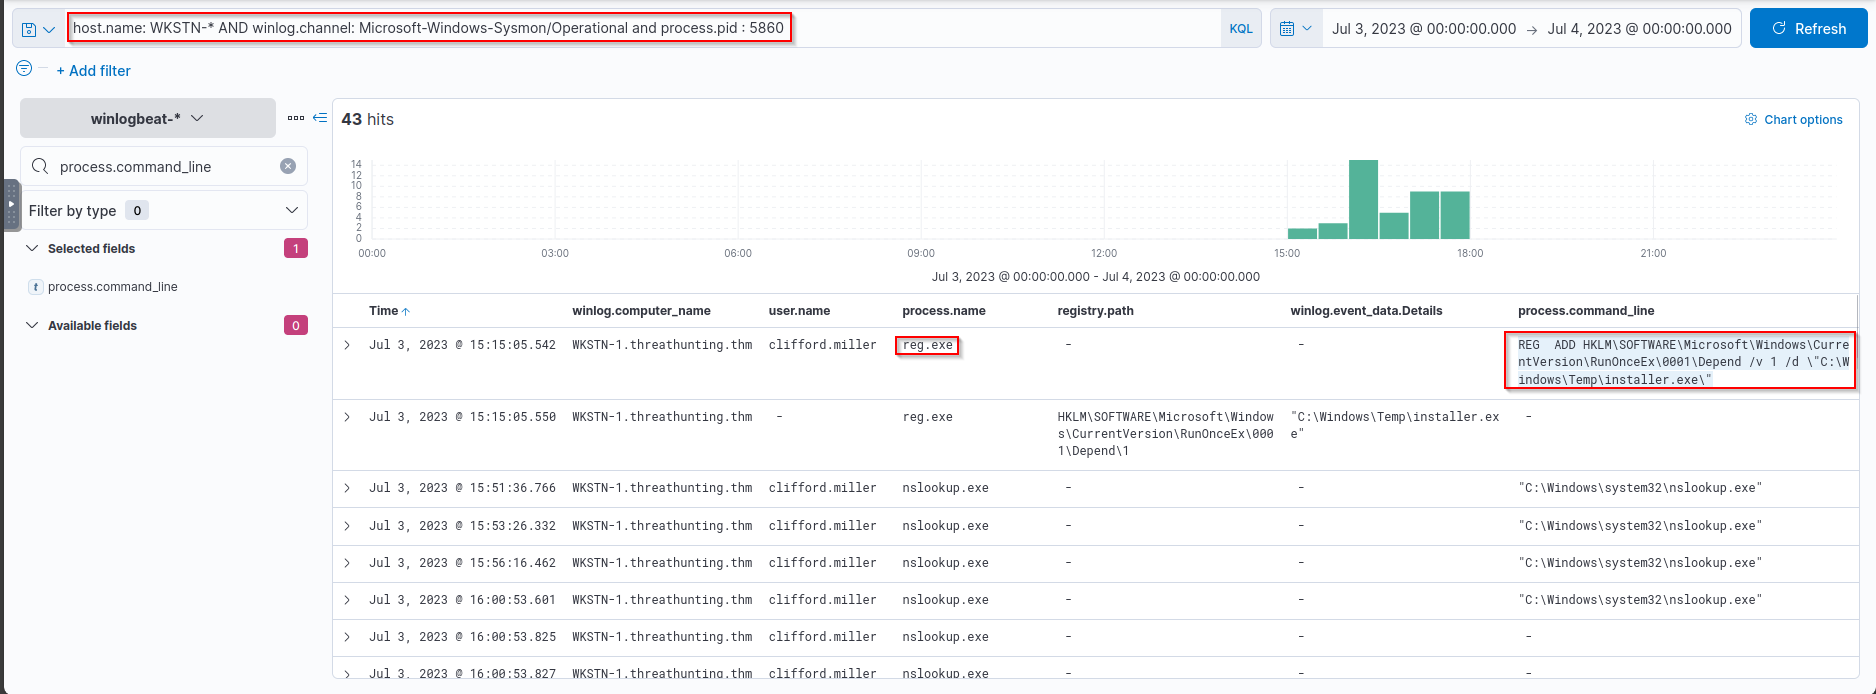 host.name: WKSTN-* AND winlog.channel: Microsoft-Windows-Sysmon/Operational and process.pid : 5860
KQL
Jul 3, 2023 @ 00:00:00.000 → Jul 4, 2023 @ 00:00:00.000
Refresh
+ Add filter
winlogbeat-*
process.command_line
Filter by type 0
Selected fields 1
t process.command_line
Available fields 0
43 hits
Chart options
14
12
10
8
6
4
2
0
00:00 03:00 06:00 09:00 12:00 15:00 18:00 21:00
Jul 3, 2023 @ 00:00:00.000 - Jul 4, 2023 @ 00:00:00.000
Time ↑ winlog.computer_name user.name process.name registry.path winlog.event_data.Details process.command_line
Jul 3, 2023 @ 15:15:05.542 WKSTN-1.threathunting.thm clifford.miller reg.exe - - REG  ADD HKLM\SOFTWARE\Microsoft\Windows\Curre
ntVersion\RunOnceEx\0001\Depend /v 1 /d \"C:\W
indows\Temp\installer.exe\"
Jul 3, 2023 @ 15:15:05.550 WKSTN-1.threathunting.thm - reg.exe HKLM\SOFTWARE\Microsoft\Window "C:\Windows\Temp\installer.ex -
s\CurrentVersion\RunOnceEx\000 e"
1\Depend\1
Jul 3, 2023 @ 15:51:36.766 WKSTN-1.threathunting.thm clifford.miller nslookup.exe - - "C:\Windows\system32\nslookup.exe"
Jul 3, 2023 @ 15:53:26.332 WKSTN-1.threathunting.thm clifford.miller nslookup.exe - - "C:\Windows\system32\nslookup.exe"
Jul 3, 2023 @ 15:56:16.462 WKSTN-1.threathunting.thm clifford.miller nslookup.exe - - "C:\Windows\system32\nslookup.exe"
Jul 3, 2023 @ 16:00:53.601 WKSTN-1.threathunting.thm clifford.miller nslookup.exe - - "C:\Windows\system32\nslookup.exe"
Jul 3, 2023 @ 16:00:53.825 WKSTN-1.threathunting.thm clifford.miller nslookup.exe - - -
Jul 3, 2023 @ 16:00:53.827 WKSTN-1.threathunting.thm clifford.miller nslookup.exe - - -